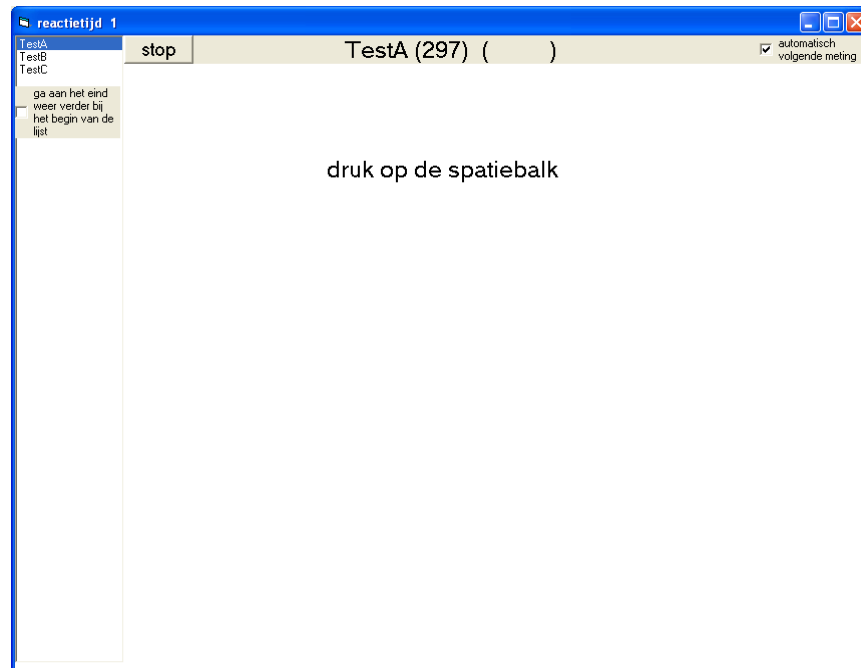 reactietijd 1
TestA
TestB
TestC
stop
TestA (297) ( )
automatisch
volgende meting
ga aan het eind
weer verder bij
het begin van de
lijst
druk op de spatiebalk